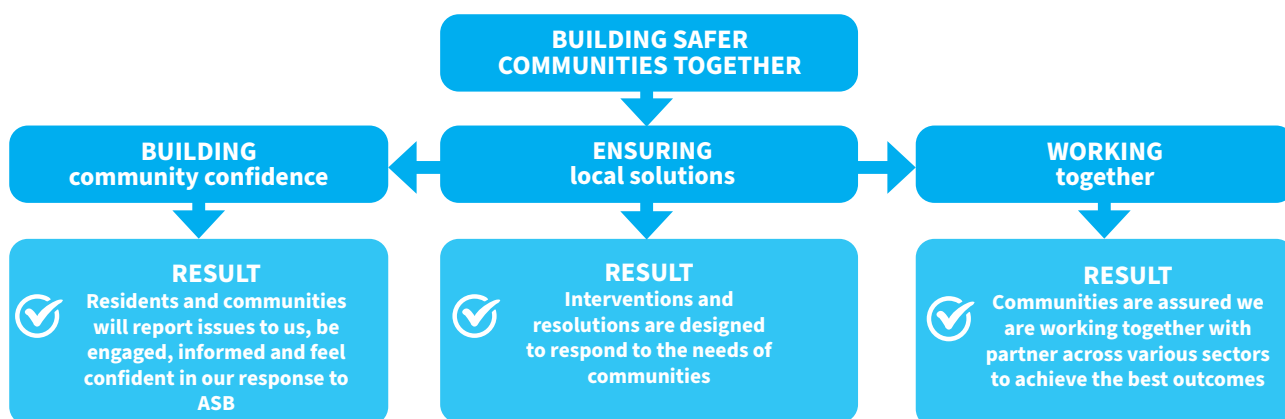 BUILDING SAFER
COMMUNITIES TOGETHER
BUILDING
community confidence
ENSURING
local solutions
WORKING
together
RESULT
Residents and communities
will report issues to us, be
engaged, informed and feel
confident in our response to
ASB
RESULT
Interventions and
resolutions are designed
to respond to the needs of
communities
RESULT
Communities are assured we
are working together with
partner across various sectors
to achieve the best outcomes